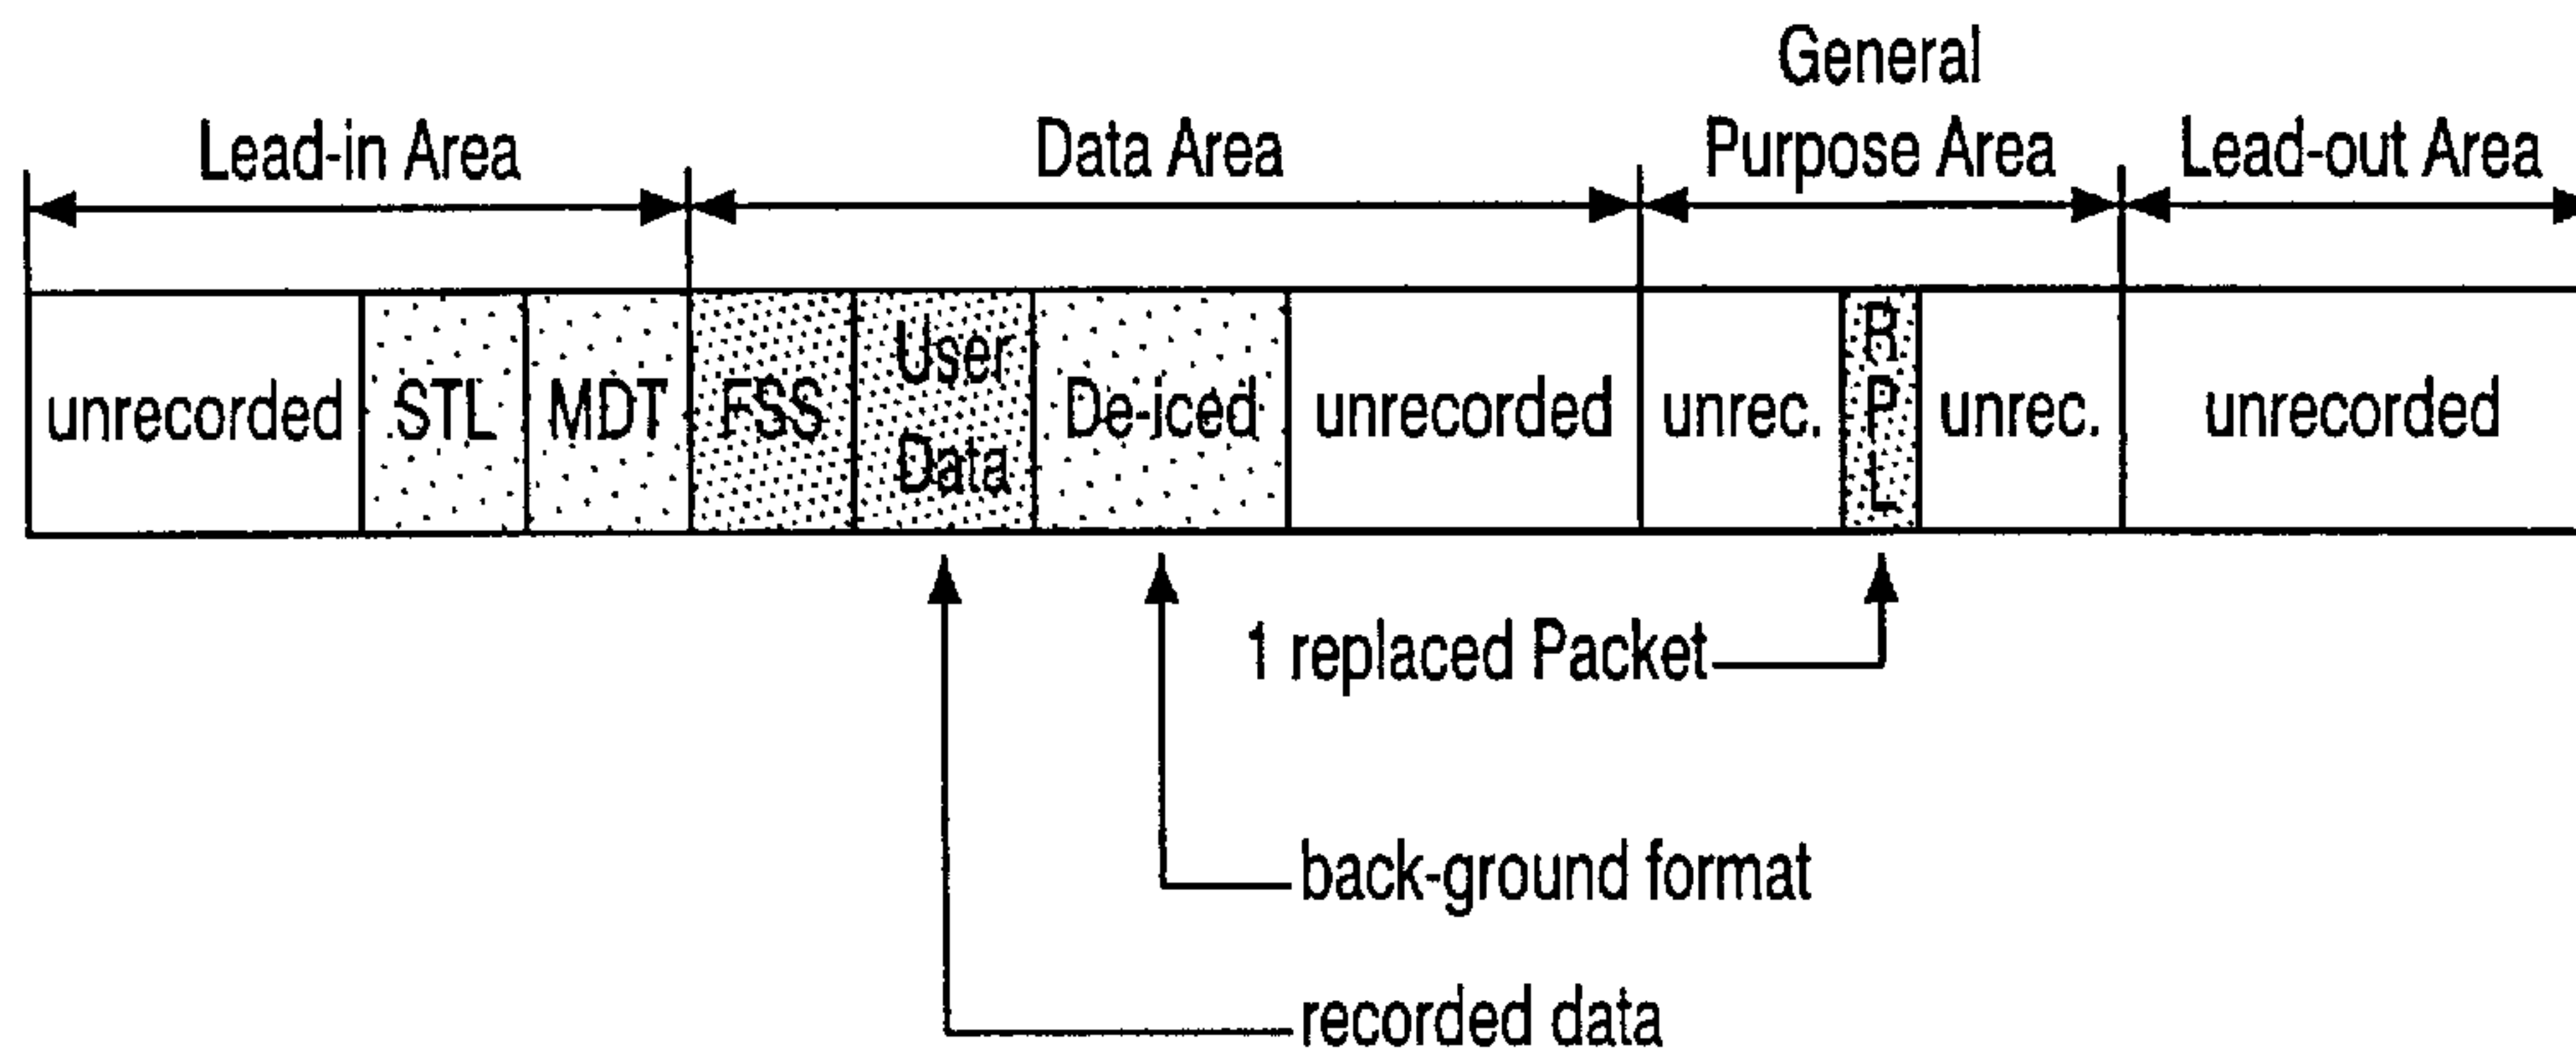 General
Lead-in Area Data Area Purpose Area Lead-out Area
unrecorded STL MDT FSS User Data De-iced unrecorded unrec. RPL unrec. unrecorded
1 replaced Packet
back-ground format
recorded data